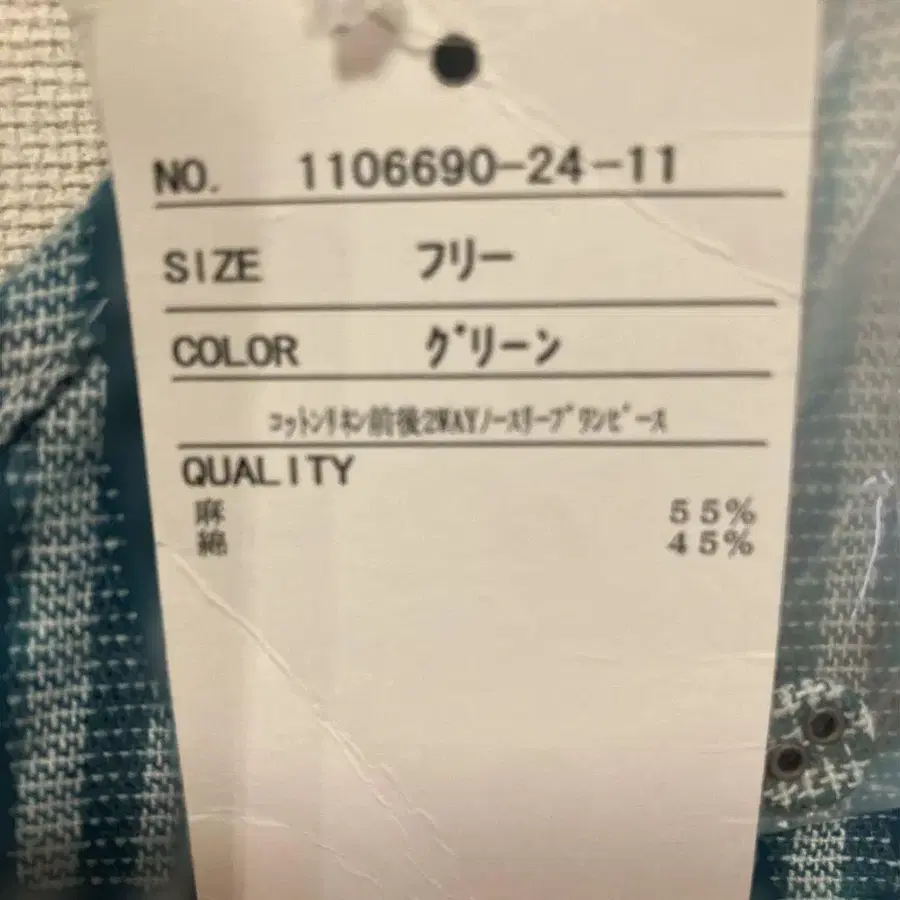 NO. 1106690-24-11
SIZE フリー
COLOR グリーン
コットンリネン前後2WAYノースリーブワンピース
QUALITY
麻 55%
綿 45%